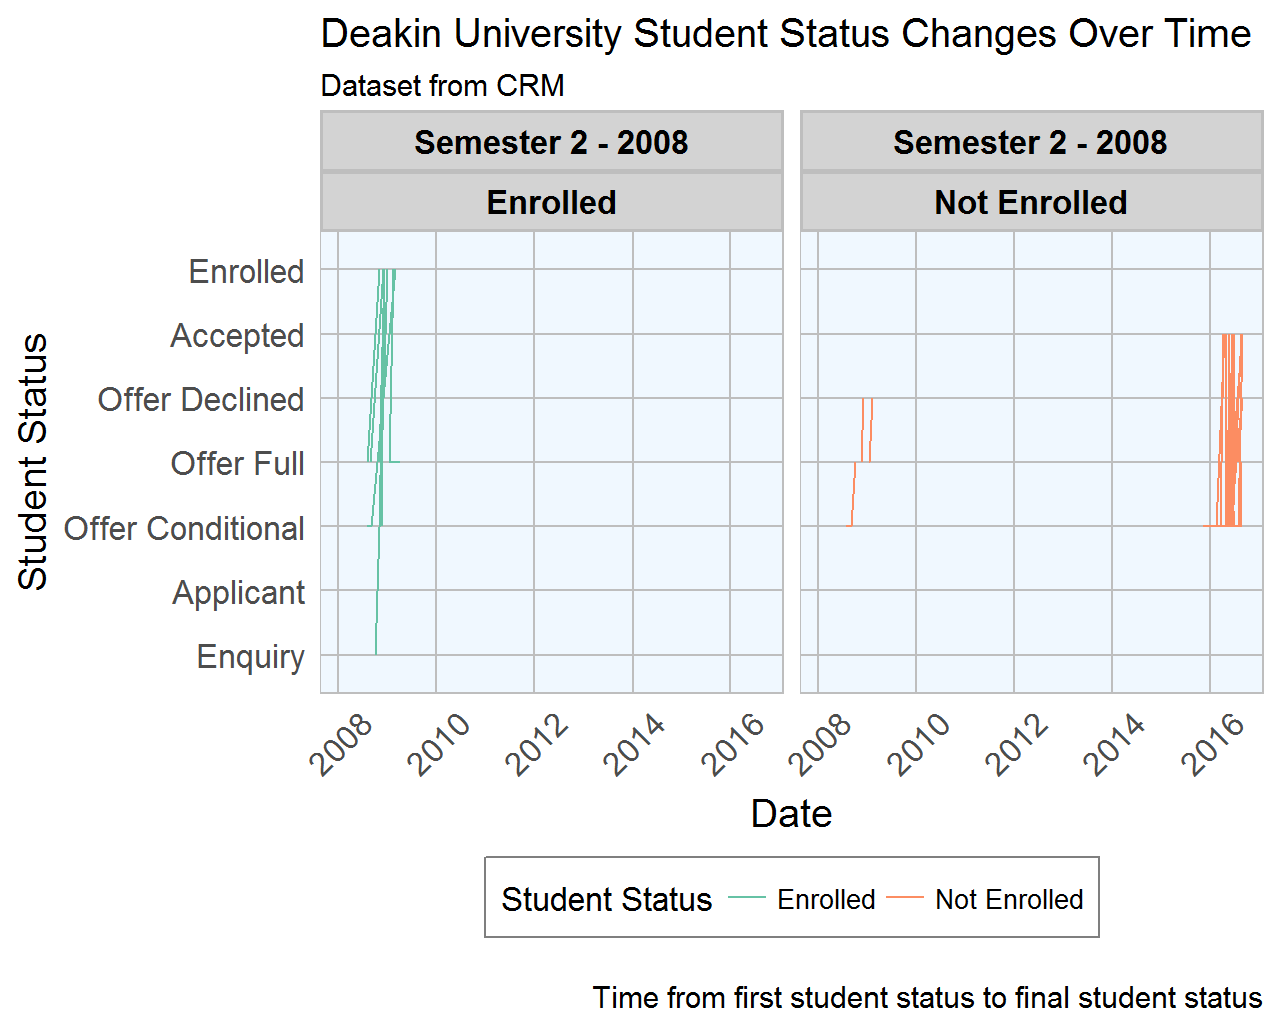 Deakin University Student Status Changes Over Time
Dataset from CRM
Semester 2 - 2008
Semester 2 - 2008
Enrolled
Not Enrolled
Student Status
Enrolled
Accepted
Offer Declined
Offer Full
Offer Conditional
Applicant
Enquiry
2008
2010
2012
2014
2016
2008
2010
2012
2014
2016
Date
Student Status Enrolled Not Enrolled
Time from first student status to final student status